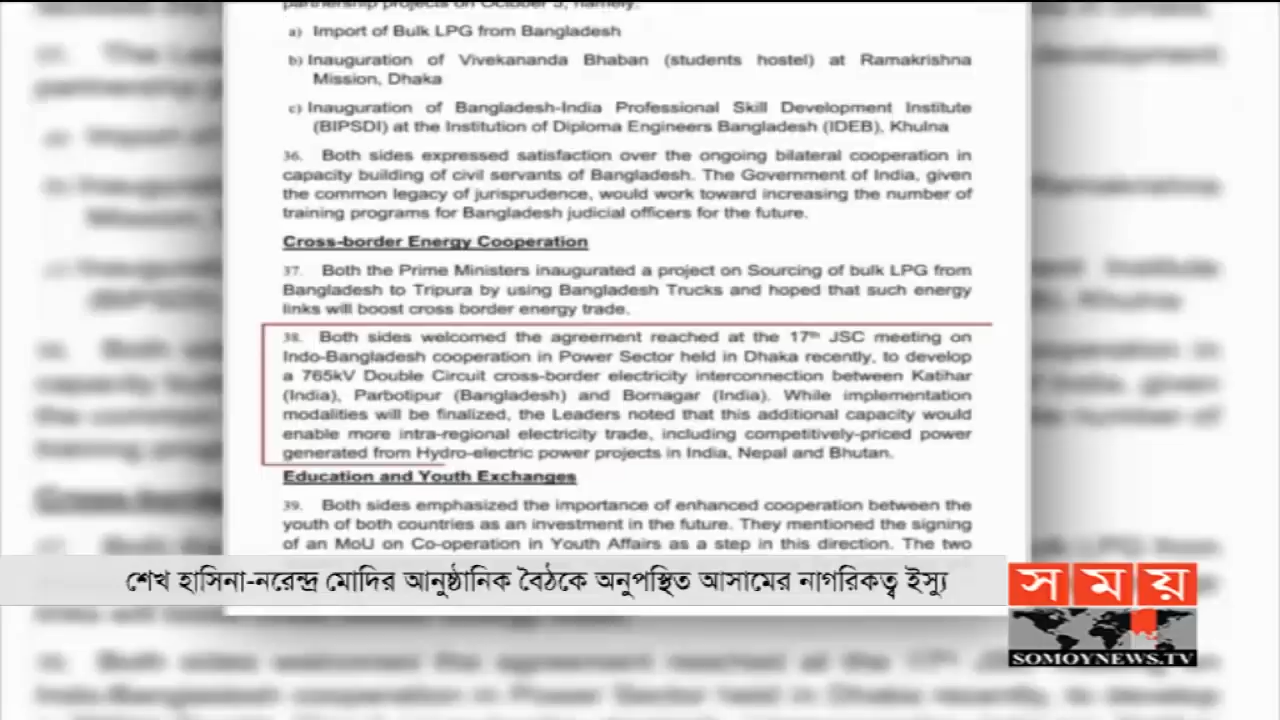 partnership projects on October 5, namely:
a) Import of Bulk LPG from Bangladesh
b) Inauguration of Vivekananda Bhaban (students hostel) at Ramakrishna
Mission, Dhaka
c) Inauguration of Bangladesh-India Professional Skill Development Institute
(BIPSDI) at the Institution of Diploma Engineers Bangladesh (IDEB), Khulna
36. Both sides expressed satisfaction over the ongoing bilateral cooperation in
capacity building of civil servants of Bangladesh. The Government of India, given
the common legacy of jurisprudence, would work toward increasing the number of
training programs for Bangladesh judicial officers for the future.
Cross-border Energy Cooperation
37. Both the Prime Ministers inaugurated a project on Sourcing of bulk LPG from
Bangladesh to Tripura by using Bangladesh Trucks and hoped that such energy
links will boost cross border energy trade.
38. Both sides welcomed the agreement reached at the 17th JSC meeting on
Indo-Bangladesh cooperation in Power Sector held in Dhaka recently, to develop
a 765kV Double Circuit cross-border electricity interconnection between Katihar
(India), Parbotipur (Bangladesh) and Bornagar (India). While implementation
modalities will be finalized, the Leaders noted that this additional capacity would
enable more intra-regional electricity trade, including competitively-priced power
generated from Hydro-electric power projects in India, Nepal and Bhutan.
Education and Youth Exchanges
39. Both sides emphasized the importance of enhanced cooperation between the
youth of both countries as an investment in the future. They mentioned the signing
of an MoU on Co-operation in Youth Affairs as a step in this direction. The two
শেখ হাসিনা-নরেন্দ্র মোদির আনুষ্ঠানিক বৈঠকে অনুপস্থিত আসামের নাগরিকত্ব ইস্যু
সময়
SOMOYNEWS.TV